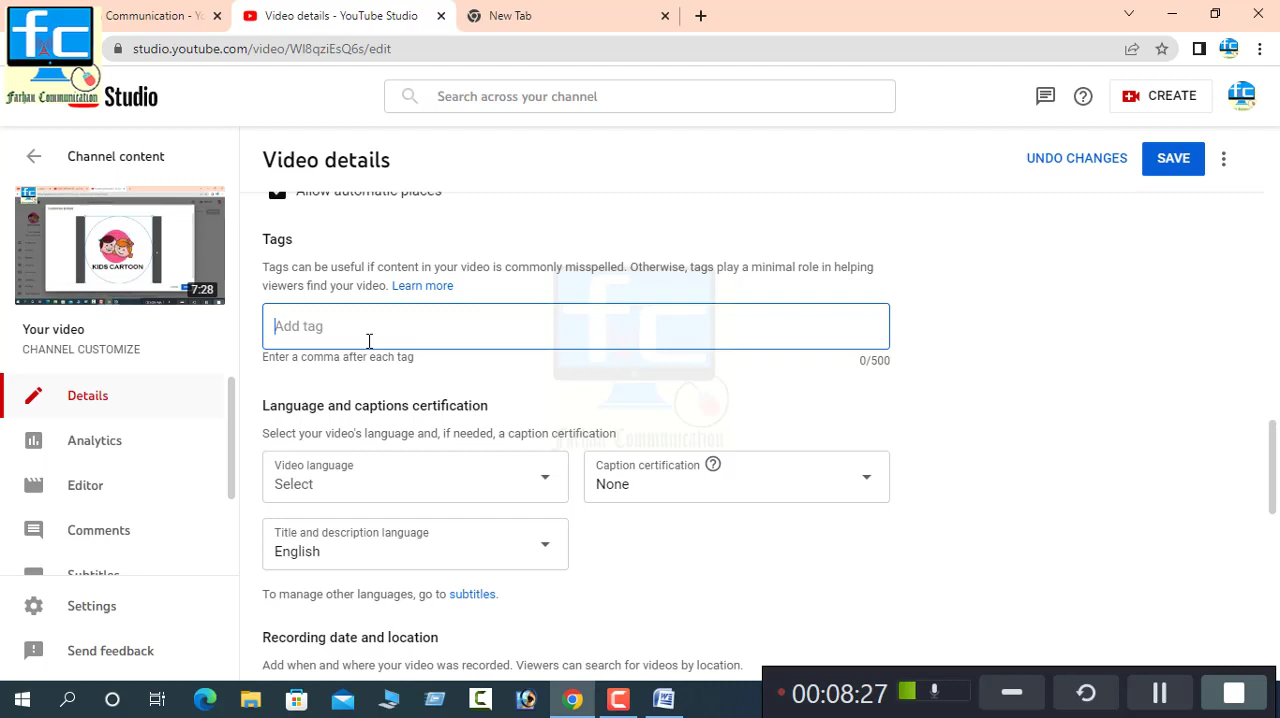 Communication - Yo
Video details - YouTube Studio
New Tab
fc
studio.youtube.com/video/WI8qziEsQ6s/edit
Farhan Communication
Studio
Search across your channel
CREATE
Channel content
Video details
UNDO CHANGES
SAVE
Allow automatic places
KIDS CARTOON
7:28
Tags
Tags can be useful if content in your video is commonly misspelled. Otherwise, tags play a minimal role in helping
viewers find your video. Learn more
Add tag
Enter a comma after each tag
0/500
fc
Farhan Communication
Your video
CHANNEL CUSTOMIZE
Details
Analytics
Editor
Comments
Subtitles
Settings
Send feedback
Language and captions certification
Select your video's language and, if needed, a caption certification
Video language
Select
Caption certification
None
Title and description language
English
To manage other languages, go to subtitles.
Recording date and location
Add when and where your video was recorded. Viewers can search for videos by location.
00:08:27